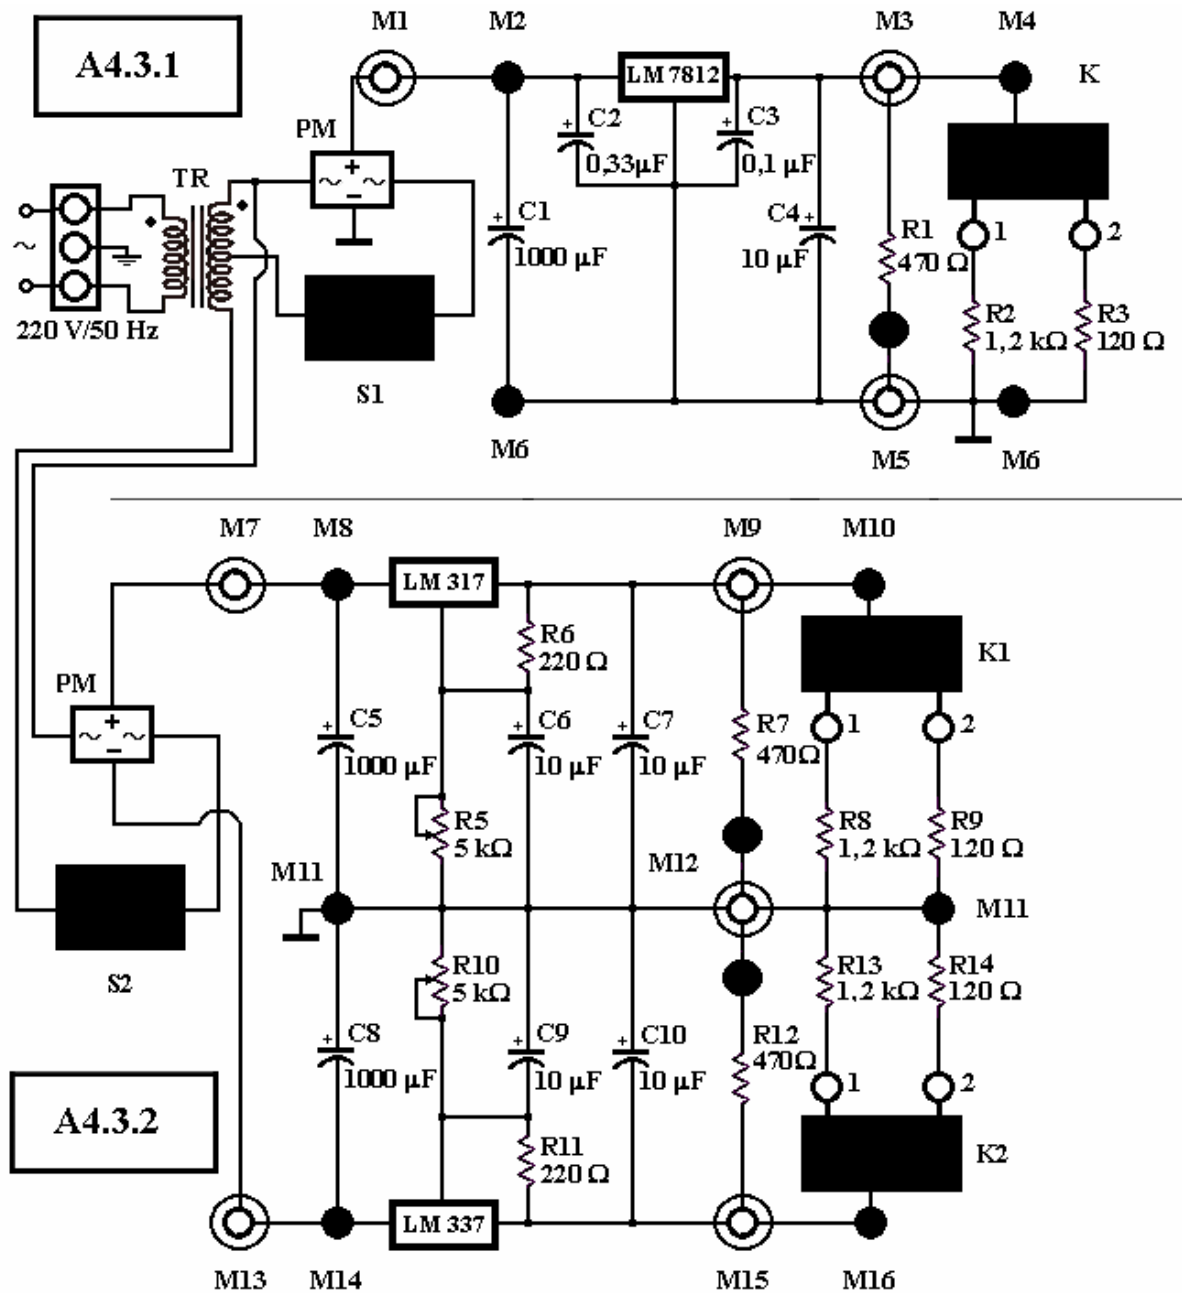 A4.3.1
M1
M2
M3
M4
LM 7812
K
PM
+
~ ~
−
TR
+ C2
0,33µF
+ C3
0,1 µF
~
220 V/50 Hz
+ C1
1000 µF
C4 +
10 µF
R1
470 Ω
1
2
R2
1,2 kΩ
R3
120 Ω
S1
M6
M5
M6
M7
M8
M9
M10
LM 317
R6
220 Ω
K1
PM
+
~ ~
−
+ C5
1000 µF
+ C6
10 µF
+ C7
10 µF
R7
470Ω
1
2
R5
5 kΩ
R8
1,2 kΩ
R9
120 Ω
M11
M12
M11
S2
R10
5 kΩ
R13
1,2 kΩ
R14
120 Ω
+ C8
1000 µF
+ C9
10 µF
+ C10
10 µF
R12
470Ω
1
2
A4.3.2
R11
220 Ω
K2
LM 337
M13
M14
M15
M16